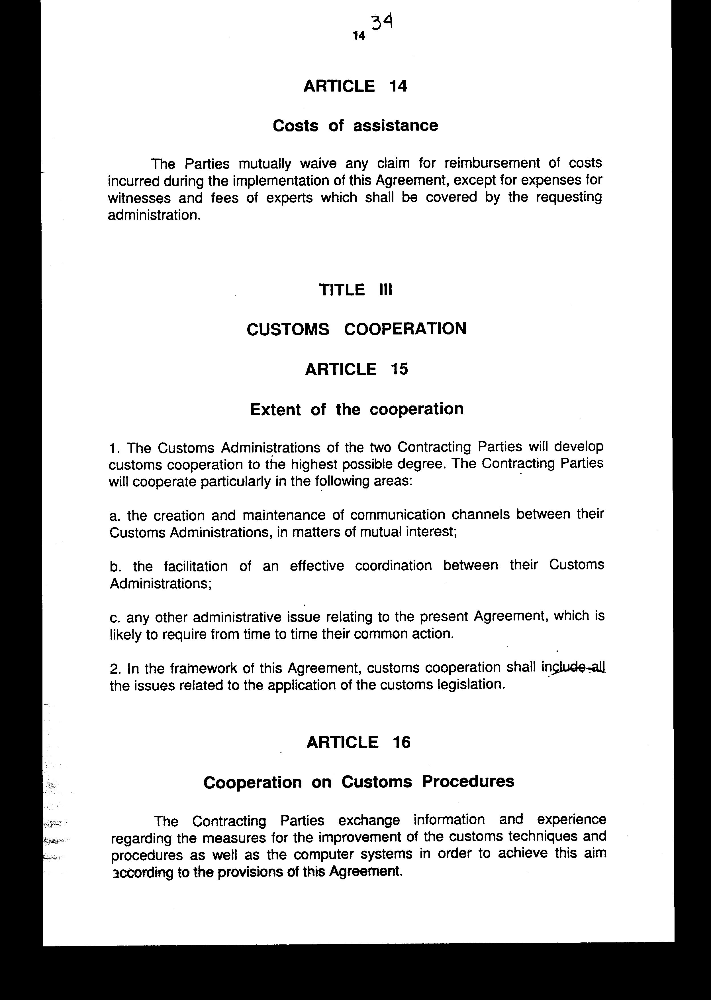 34
14
ARTICLE 14
Costs of assistance
The Parties mutually waive any claim for reimbursement of costs
incurred during the implementation of this Agreement, except for expenses for
witnesses and fees of experts which shall be covered by the requesting
administration.
TITLE III
CUSTOMS COOPERATION
ARTICLE 15
Extent of the cooperation
1. The Customs Administrations of the two Contracting Parties will develop
customs cooperation to the highest possible degree. The Contracting Parties
will cooperate particularly in the following areas:
a. the creation and maintenance of communication channels between their
Customs Administrations, in matters of mutual interest;
b. the facilitation of an effective coordination between their Customs
Administrations;
c. any other administrative issue relating to the present Agreement, which is
likely to require from time to time their common action.
2. In the framework of this Agreement, customs cooperation shall include all
the issues related to the application of the customs legislation.
ARTICLE 16
Cooperation on Customs Procedures
The Contracting Parties exchange information and experience
regarding the measures for the improvement of the customs techniques and
procedures as well as the computer systems in order to achieve this aim
according to the provisions of this Agreement.